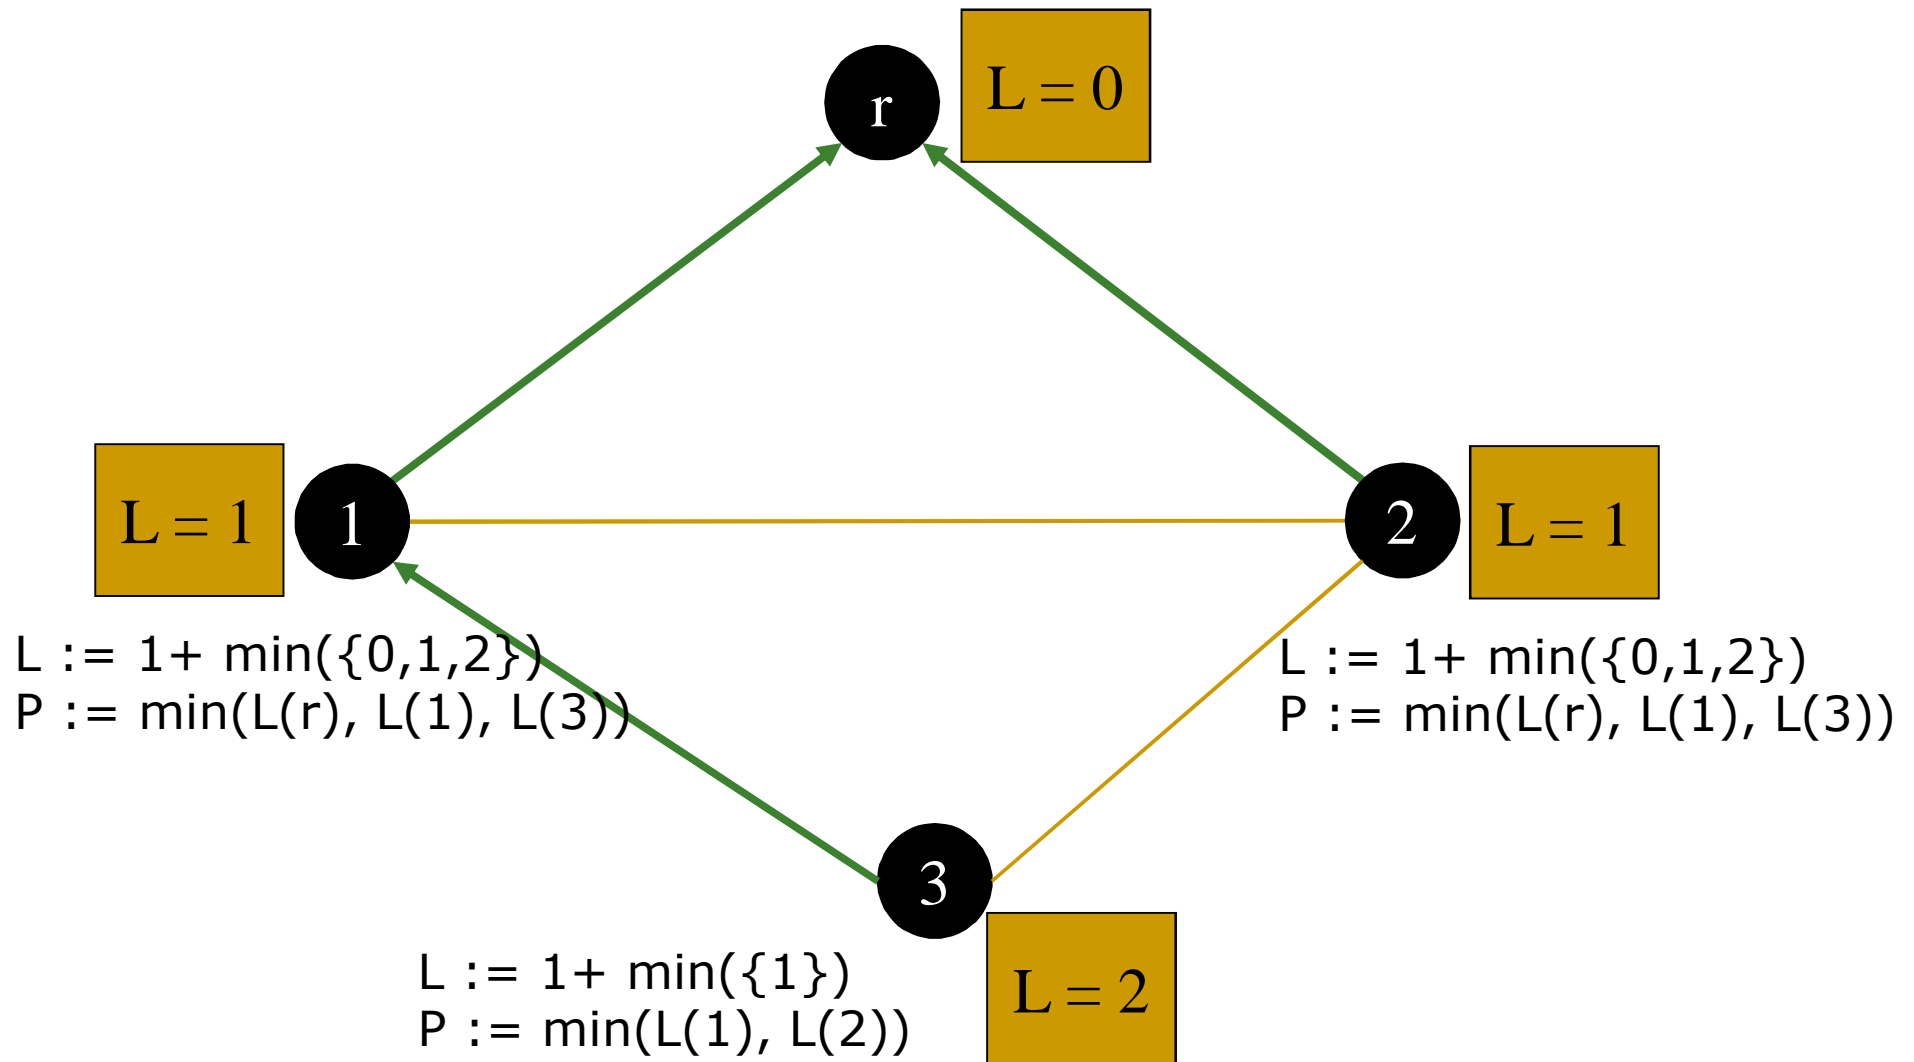 r
L = 0
L = 1
1
2
L = 1
L := 1+ min({0,1,2})
P := min(L(r), L(1), L(3))
L := 1+ min({0,1,2})
P := min(L(r), L(1), L(3))
3
L = 2
L := 1+ min({1})
P := min(L(1), L(2))